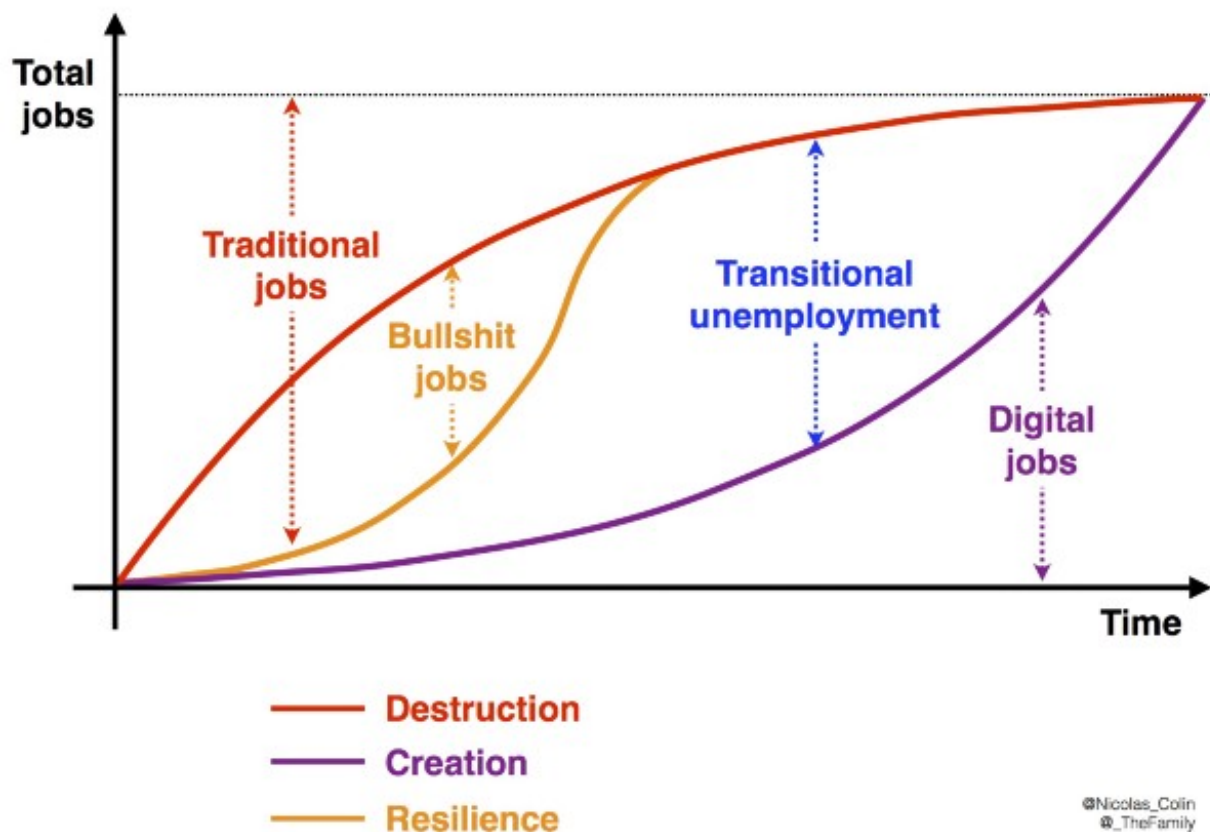 Total
jobs
Traditional
jobs
Bullshit
jobs
Transitional
unemployment
Digital
jobs
Time
Destruction
Creation
Resilience
@Nicolas_Colin
@_TheFamily